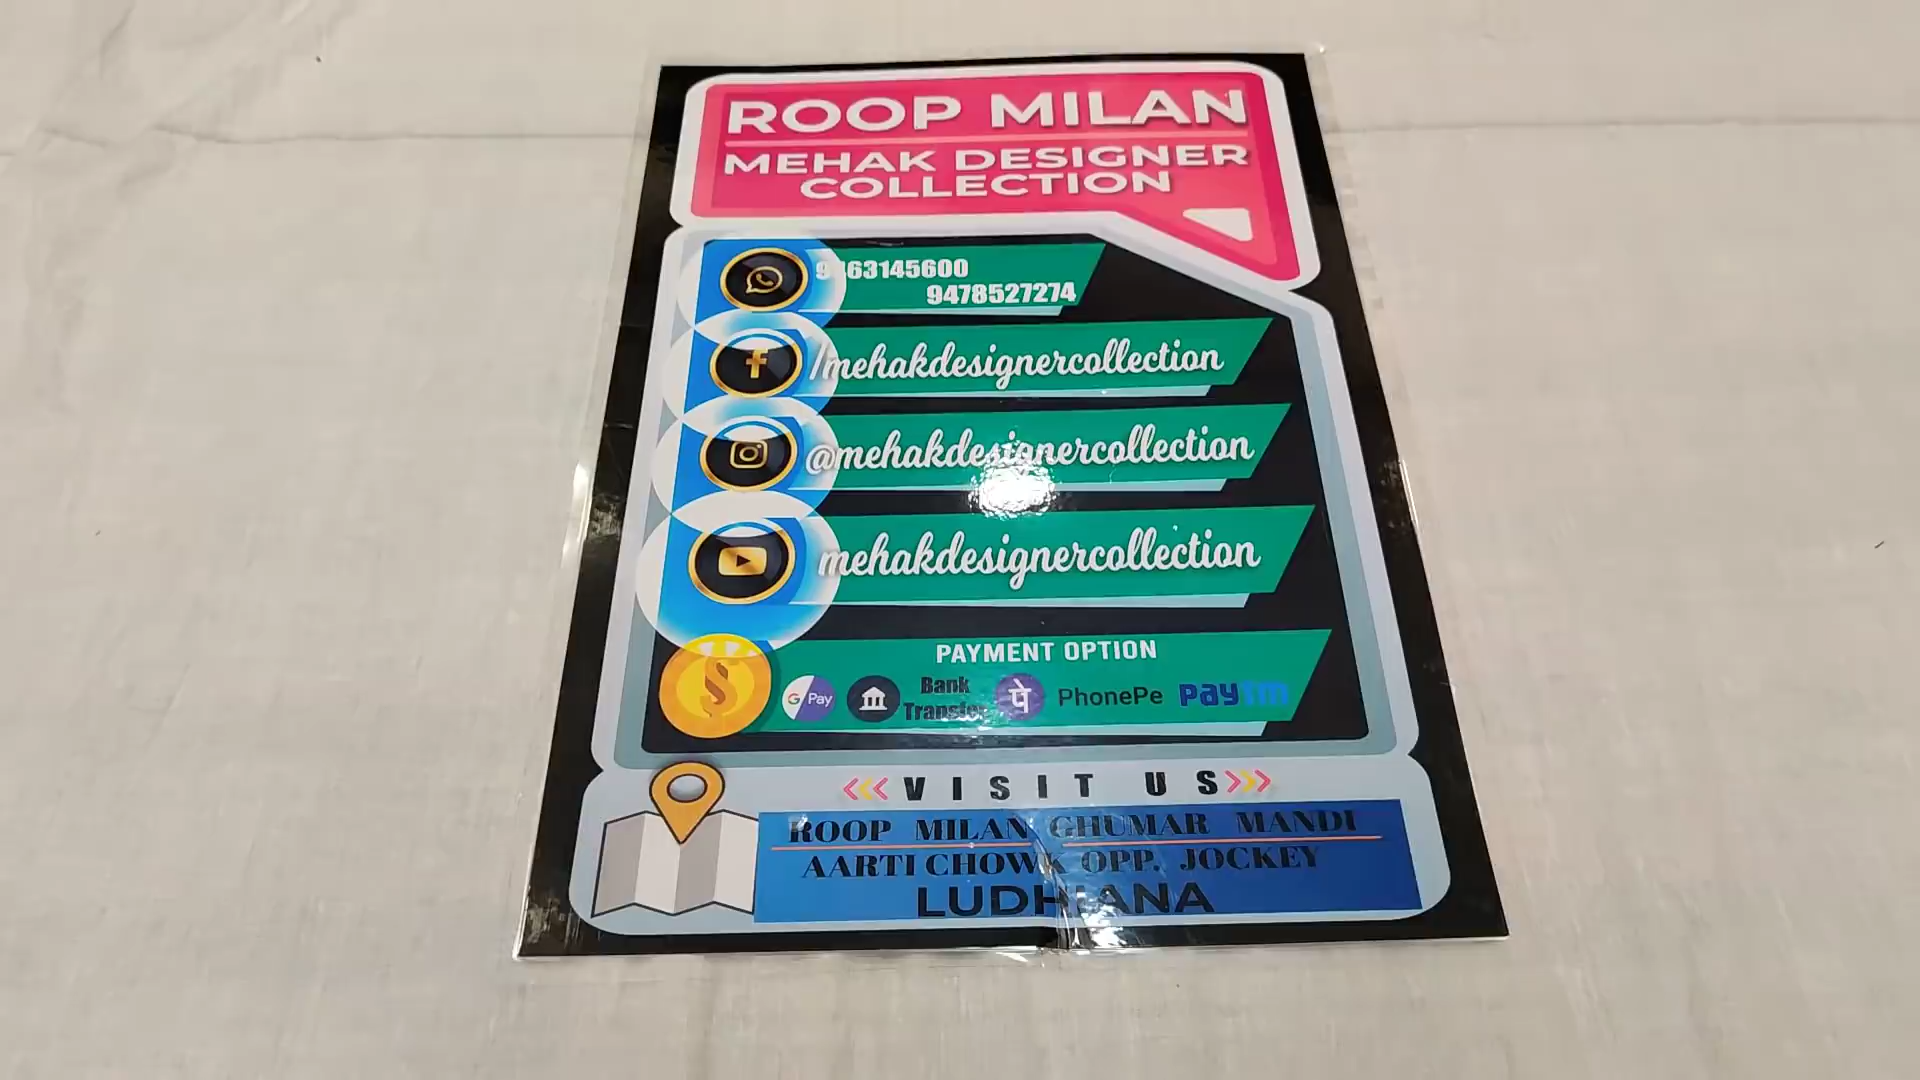 ROOP MILAN
MEHAK DESIGNER
COLLECTION
9463145600
9478527274
/mehakdesignercollection
@mehakdesignercollection
mehakdesignercollection
PAYMENT OPTION
G Pay Bank Transfer पे PhonePe paytm
<<< VISIT US >>>
ROOP MILAN GHUMAR MANDI
AARTI CHOWK OPP. JOCKEY
LUDHIANA